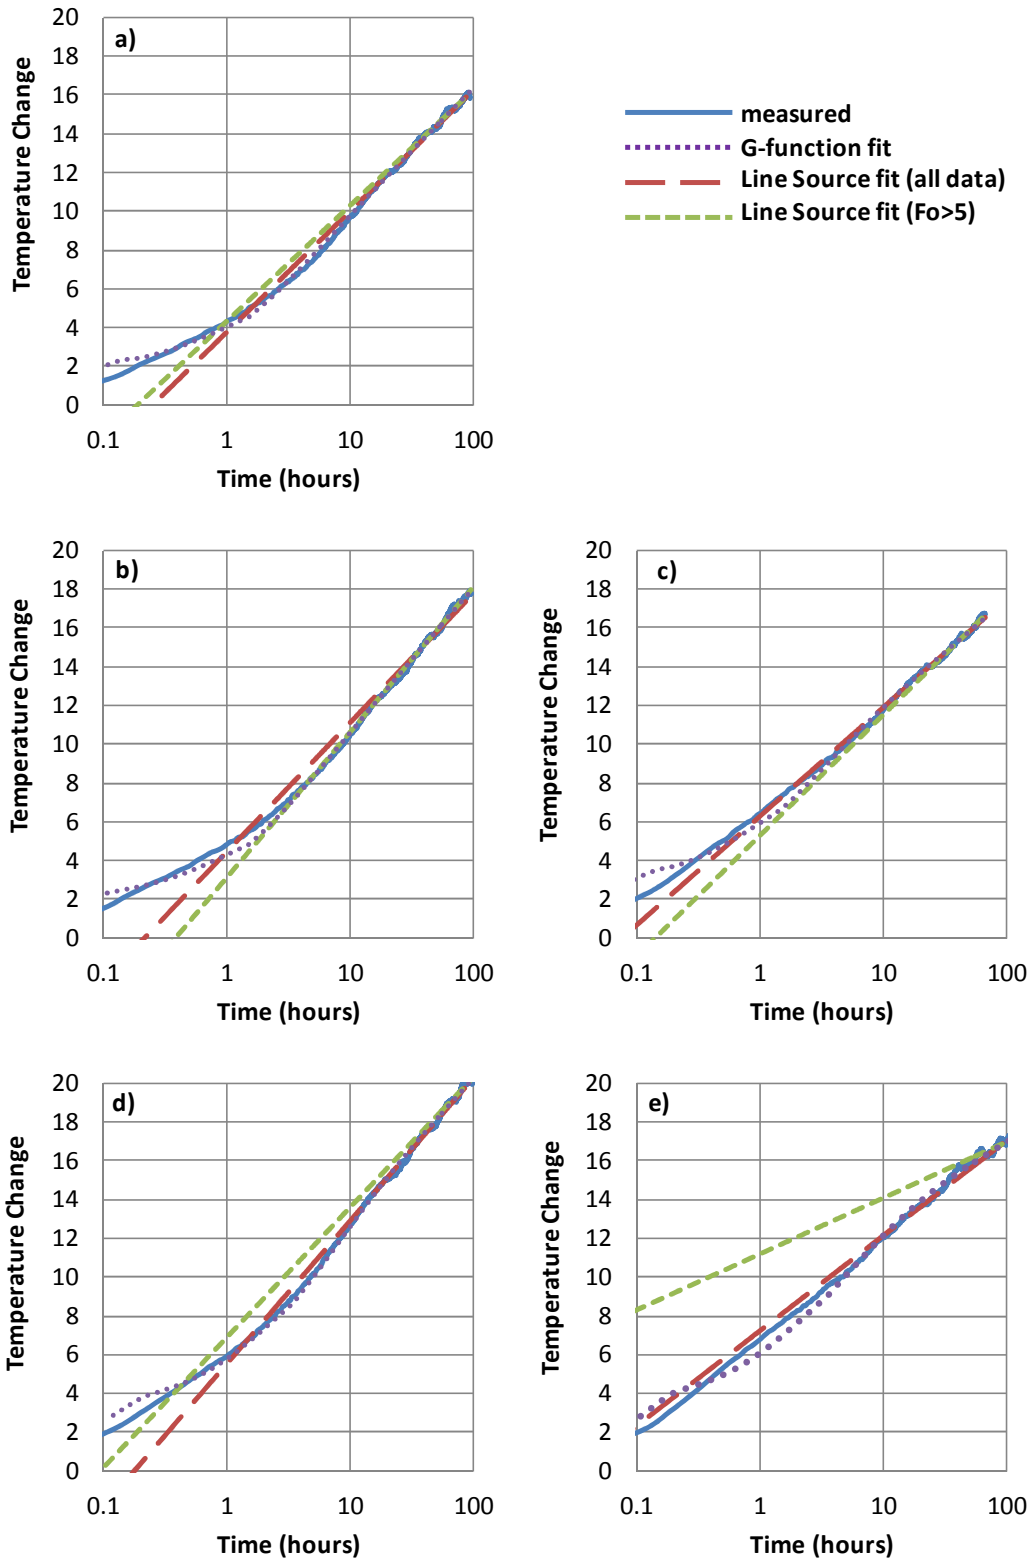 a)
Temperature Change
20
18
16
14
12
10
8
6
4
2
0
0.1 1 10 100
Time (hours)
measured
G-function fit
Line Source fit (all data)
Line Source fit (Fo>5)
b)
Temperature Change
20
18
16
14
12
10
8
6
4
2
0
0.1 1 10 100
Time (hours)
c)
Temperature Change
20
18
16
14
12
10
8
6
4
2
0
0.1 1 10 100
Time (hours)
d)
Temperature Change
20
18
16
14
12
10
8
6
4
2
0
0.1 1 10 100
Time (hours)
e)
Temperature Change
20
18
16
14
12
10
8
6
4
2
0
0.1 1 10 100
Time (hours)